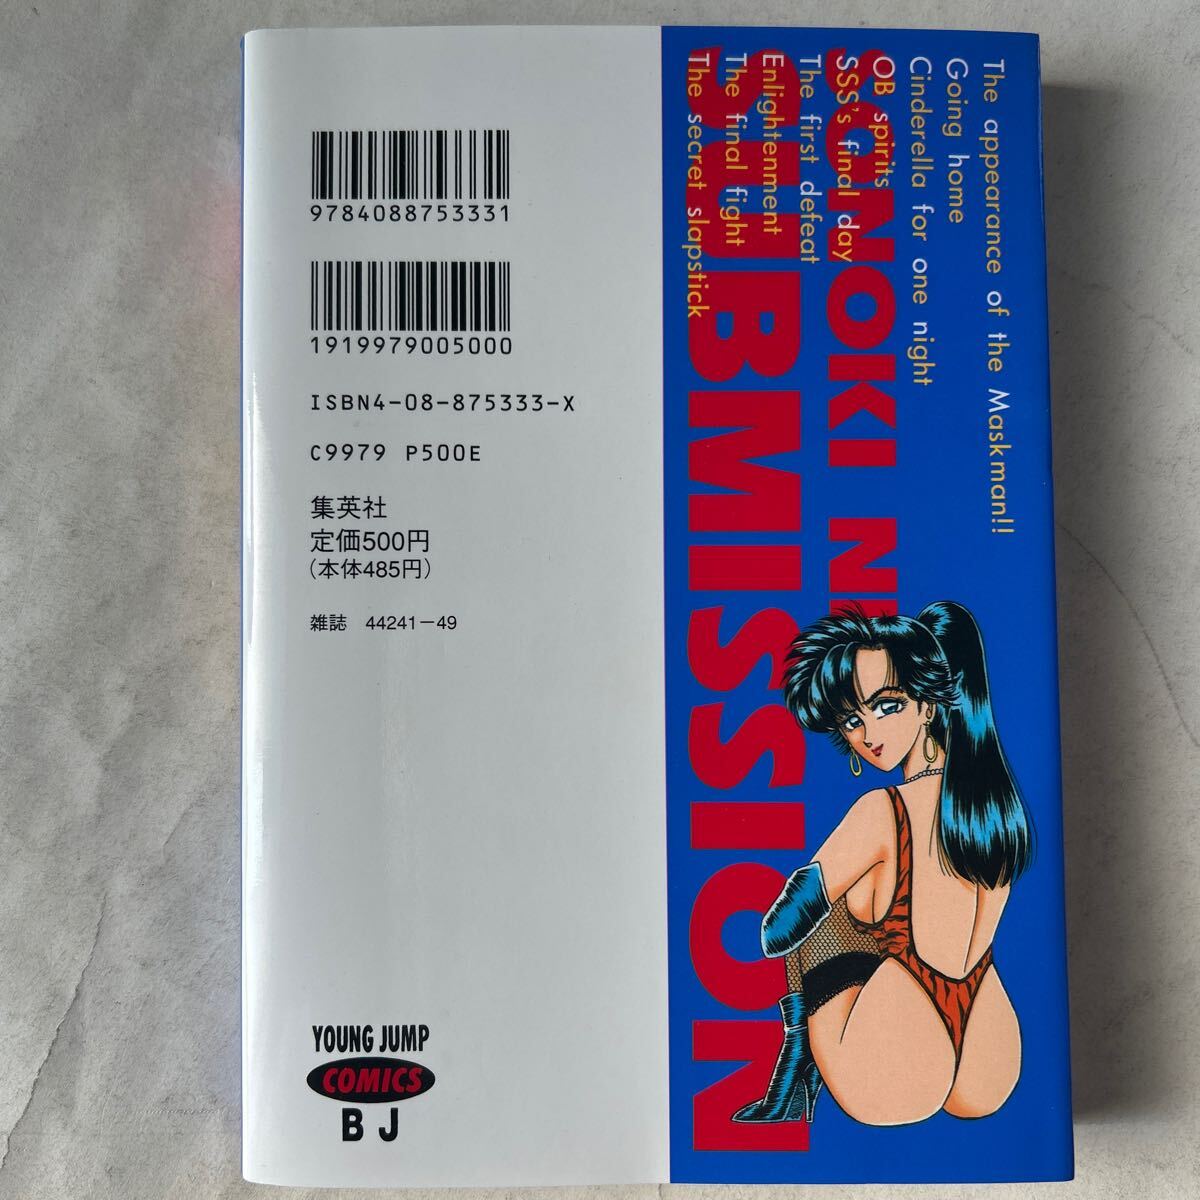 9784088753331
1919979005000
ISBN4-08-875333-X
C9979 P500E
集英社
定価500円
(本体485円)
雑誌 44241-49
YOUNG JUMP
COMICS
BJ
The appearance of the Maskman!!
Going home
Cinderella for one night
OB spirits
SSS's final day
The first defeat
Enlightenment
The final fight
The secret slapstick
SONOKI NI
SUBMISSION